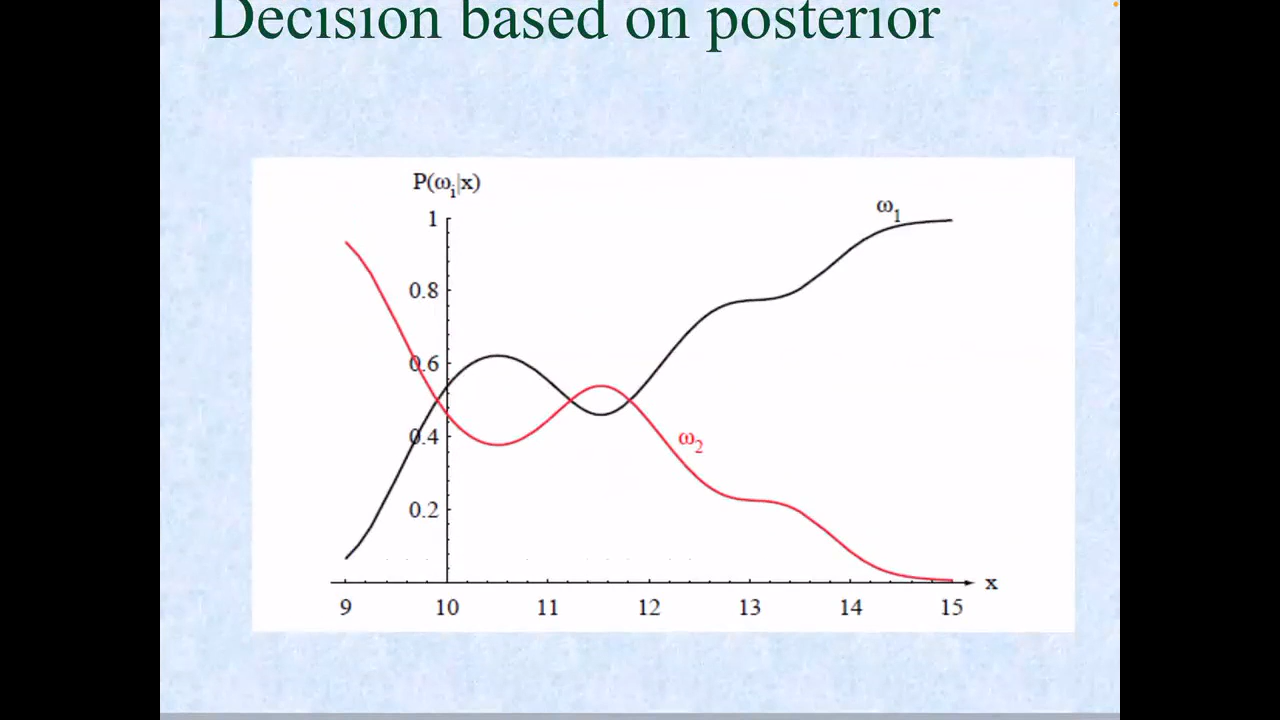 Decision based on posterior
P(ωi|x)
ω1
1
0.8
0.6
0.4
ω2
0.2
x
9 10 11 12 13 14 15